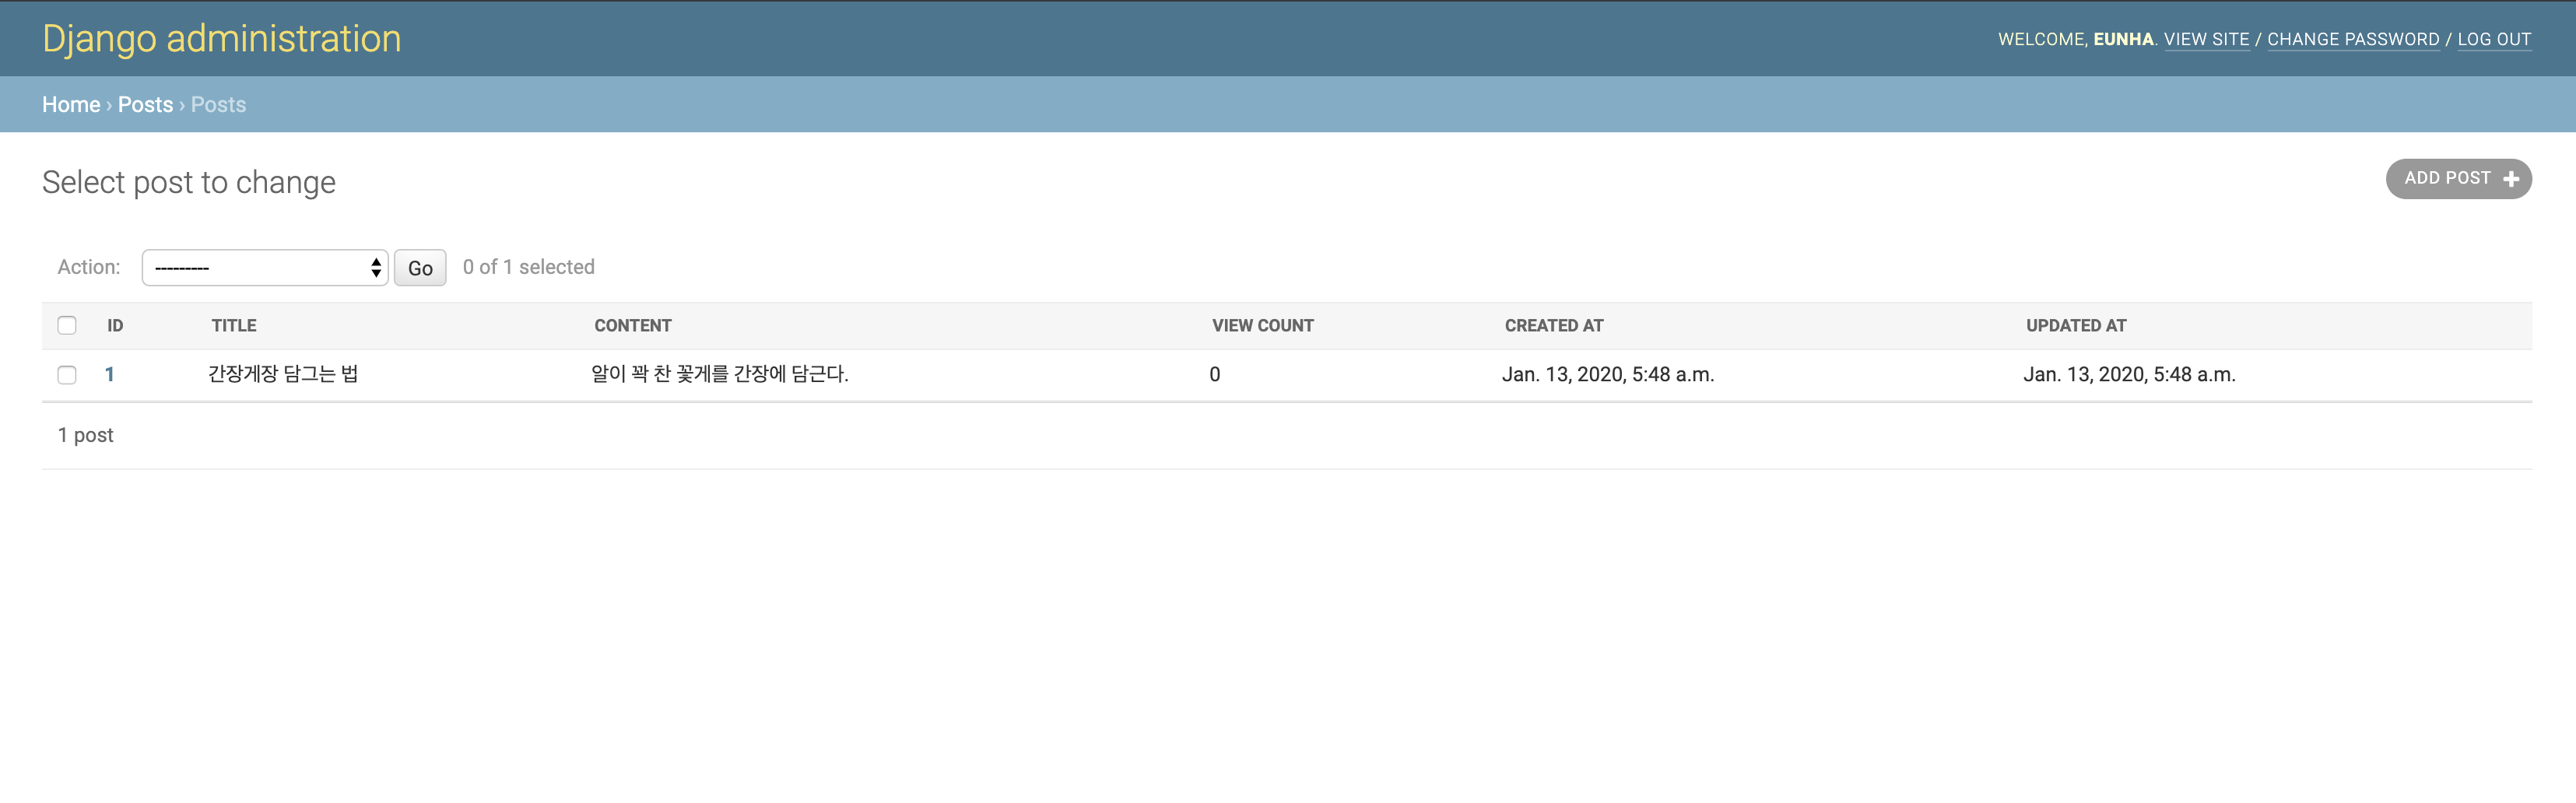 Django administration
WELCOME, EUNHA. VIEW SITE / CHANGE PASSWORD / LOG OUT
Home › Posts › Posts
Select post to change
ADD POST
Action: --------- Go 0 of 1 selected
ID TITLE CONTENT VIEW COUNT CREATED AT UPDATED AT
1 간장게장 담그는 법 알이 꽉 찬 꽃게를 간장에 담근다. 0 Jan. 13, 2020, 5:48 a.m. Jan. 13, 2020, 5:48 a.m.
1 post